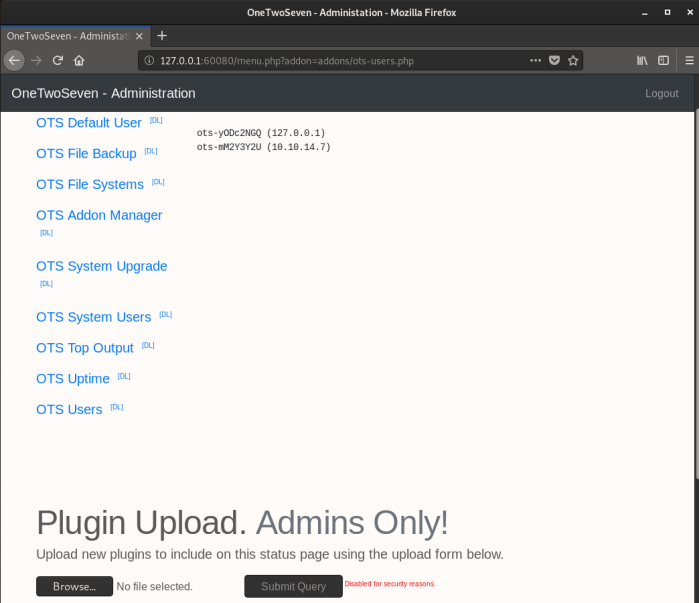 OneTwoSeven - Administation - Mozilla Firefox
OneTwoSeven - Administati
127.0.0.1:60080/menu.php?addon=addons/ots-users.php
OneTwoSeven - Administration
Logout
OTS Default User [DL]
OTS File Backup [DL]
OTS File Systems [DL]
OTS Addon Manager
[DL]
OTS System Upgrade
[DL]
OTS System Users [DL]
OTS Top Output [DL]
OTS Uptime [DL]
OTS Users [DL]
ots-yODc2NGQ (127.0.0.1)
ots-mM2Y3Y2U (10.10.14.7)
Plugin Upload. Admins Only!
Upload new plugins to include on this status page using the upload form below.
Browse... No file selected. Submit Query Disabled for security reasons.